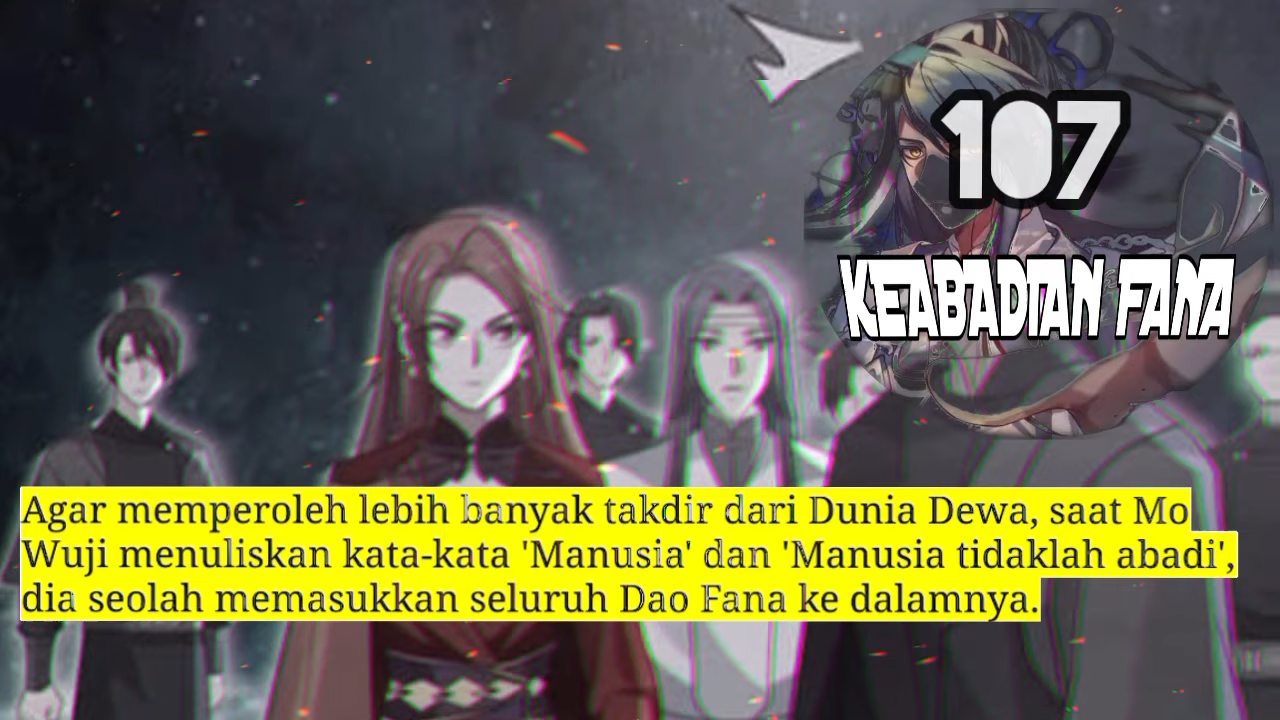 107
KEABADIAN FANA
Agar memperoleh lebih banyak takdir dari Dunia Dewa, saat Mo
Wuji menuliskan kata-kata 'Manusia' dan 'Manusia tidaklah abadi',
dia seolah memasukkan seluruh Dao Fana ke dalamnya.